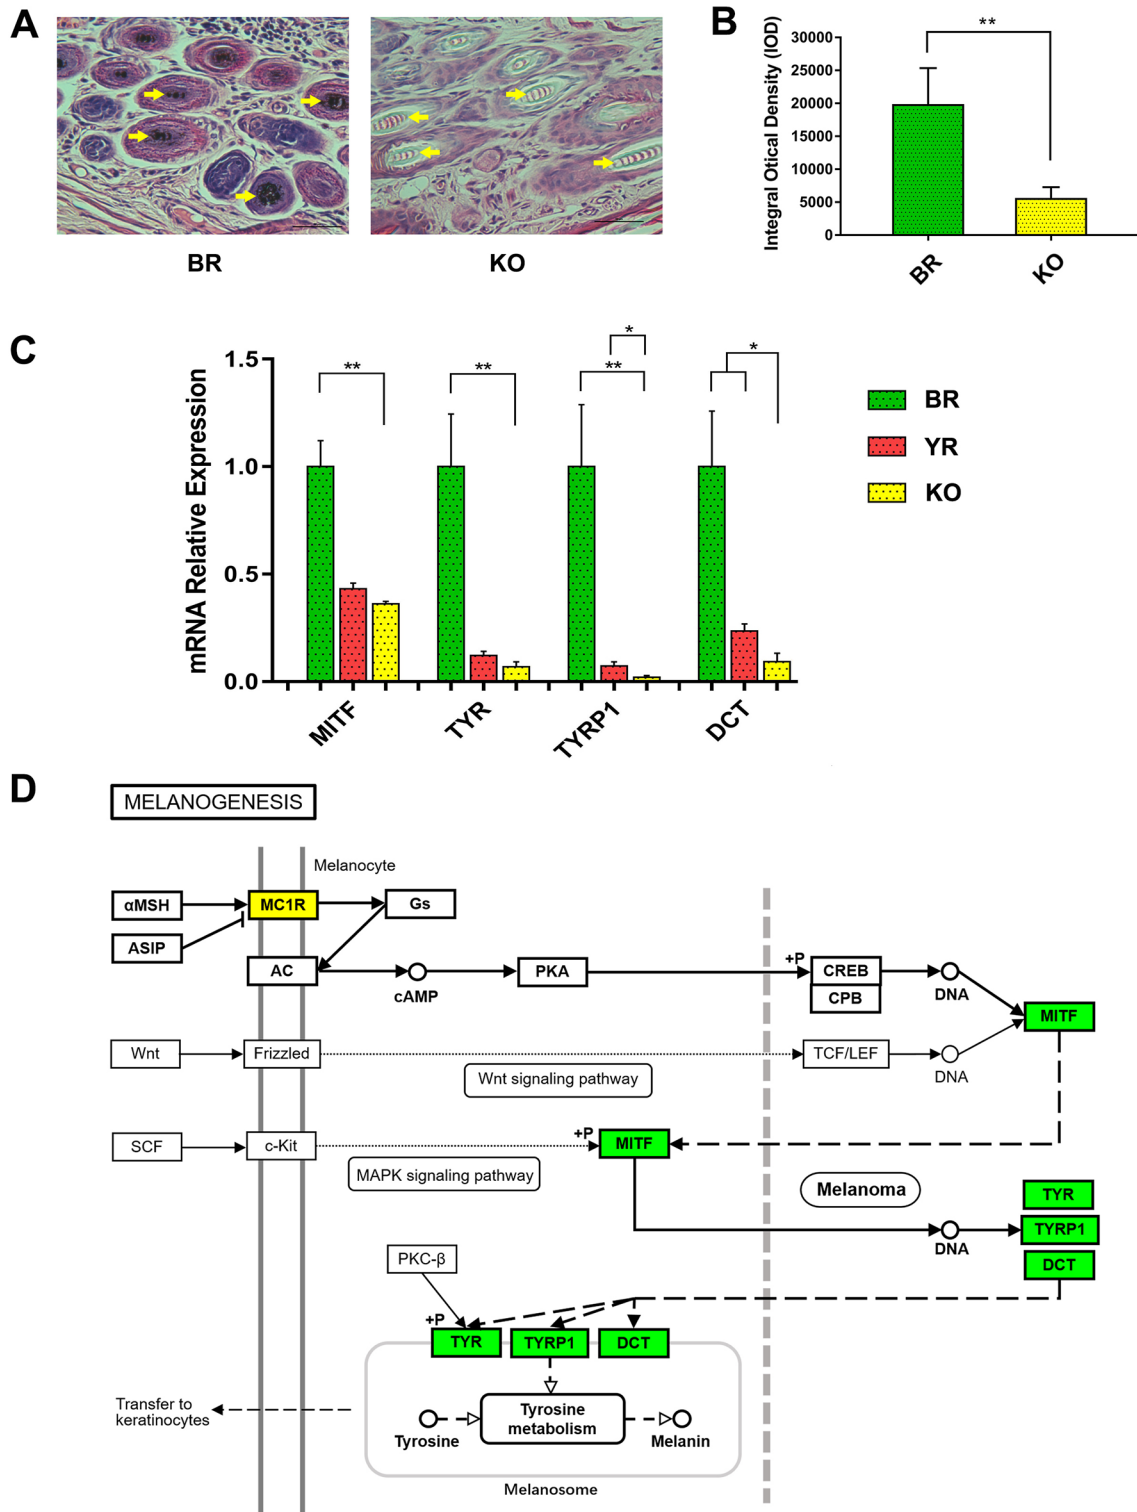 A
BR
KO
B
Integral Otical Density (IOD)
30000
25000
20000
15000
10000
5000
0
**
BR
KO
C
mRNA Relative Expression
1.5
1.0
0.5
0.0
**
**
*
**
*
MITF
TYR
TYRP1
DCT
BR
YR
KO
D
MELANOGENESIS
Melanocyte
αMSH
MC1R
Gs
ASIP
AC
cAMP
PKA
+P
CREB
CPB
DNA
MITF
Wnt
Frizzled
Wnt signaling pathway
TCF/LEF
DNA
SCF
c-Kit
MAPK signaling pathway
+P
MITF
Melanoma
DNA
TYR
TYRP1
DCT
PKC-β
+P
TYR
TYRP1
DCT
Transfer to
keratinocytes
Tyrosine
Tyrosine
metabolism
Melanin
Melanosome